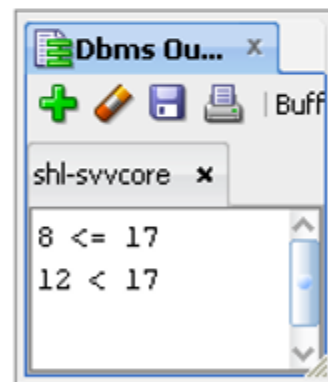 Dbms Ou... x
Buff
shl-svvcore x
8 <= 17
12 < 17